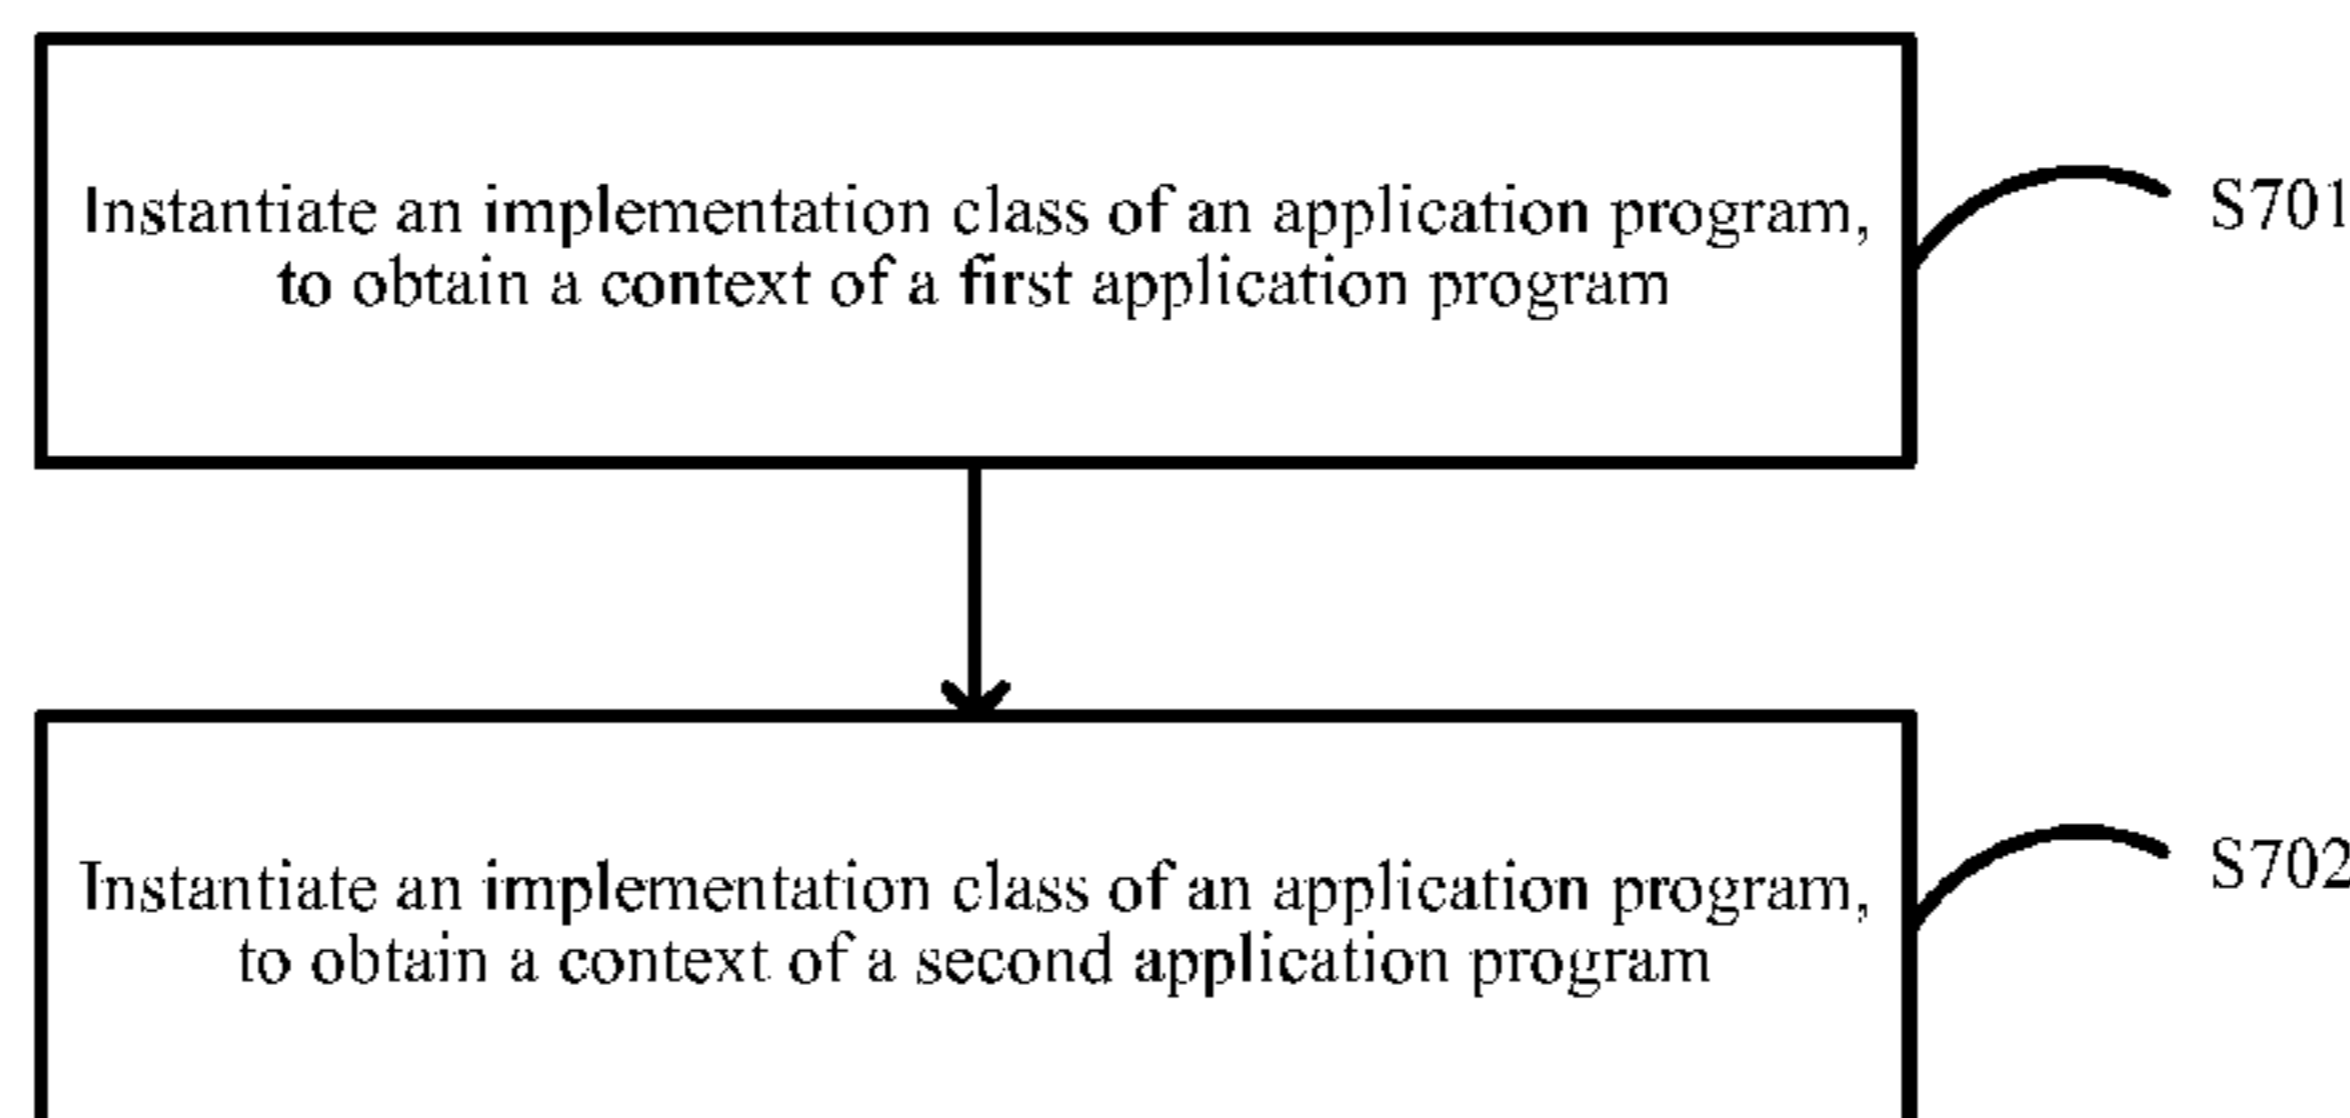 Instantiate an implementation class of an application program,
to obtain a context of a first application program
S701
Instantiate an implementation class of an application program,
to obtain a context of a second application program
S702